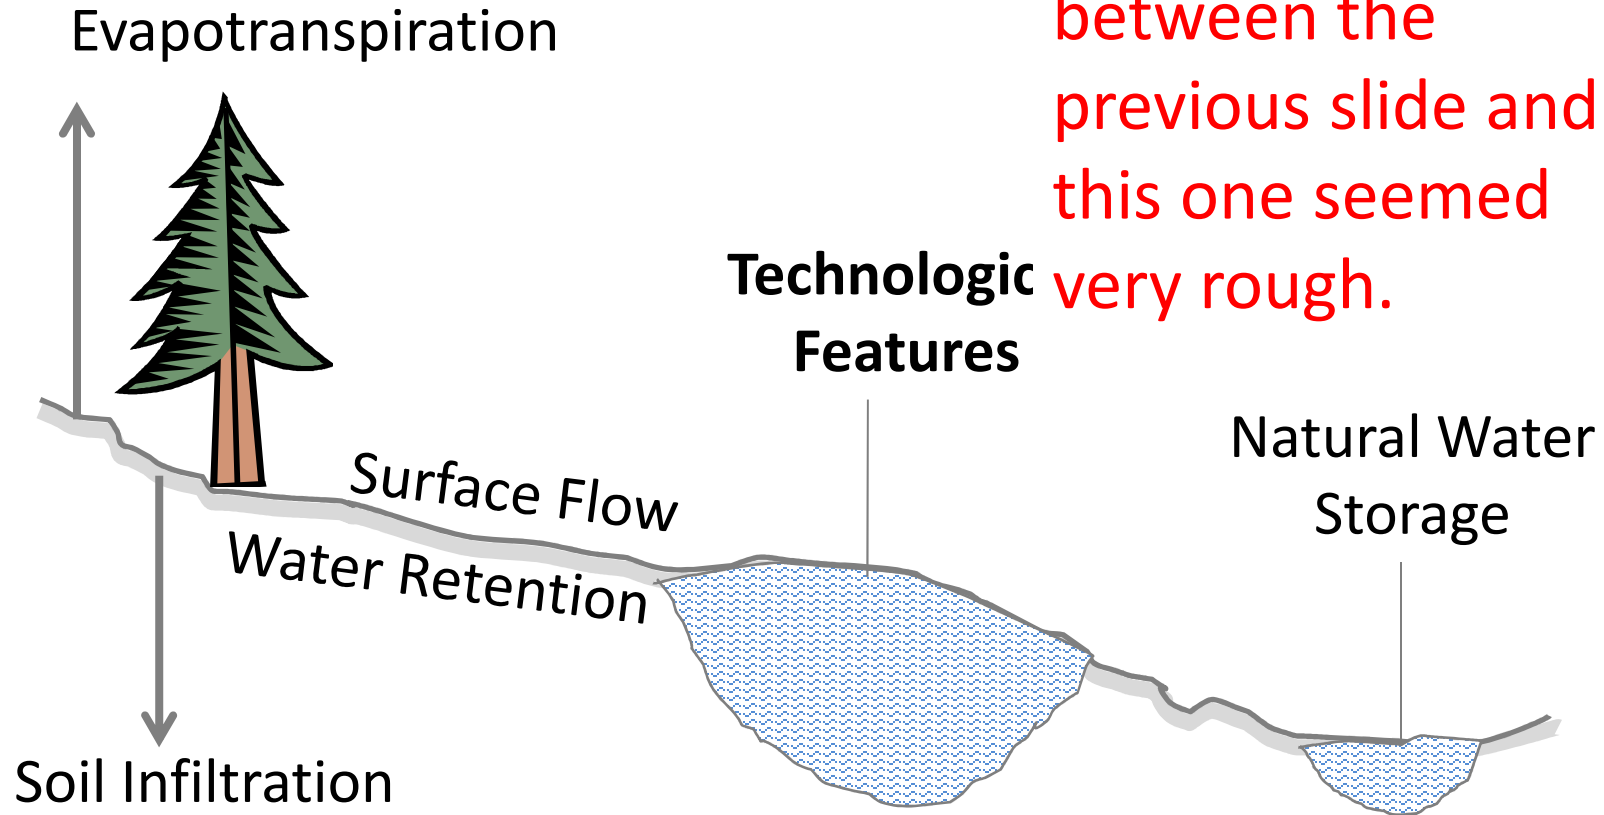 Evapotranspiration
between the
previous slide and
this one seemed
very rough.
Technologic
Features
Natural Water
Storage
Surface Flow
Water Retention
Soil Infiltration